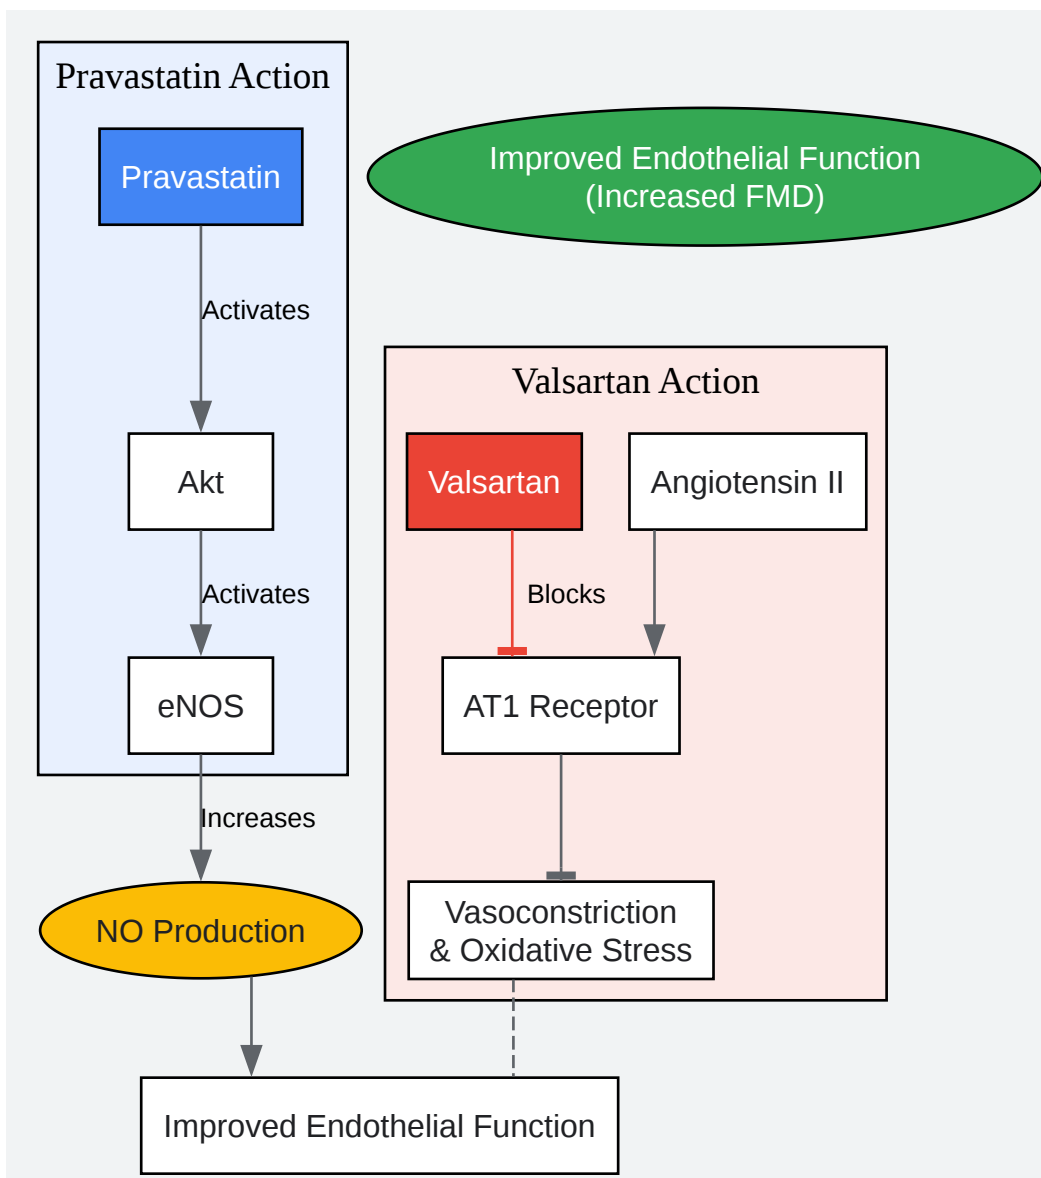 Pravastatin Action
Pravastatin
Improved Endothelial Function
(Increased FMD)
Activates
Valsartan Action
Akt
Valsartan
Angiotensin II
Activates
Blocks
eNOS
AT1 Receptor
Increases
NO Production
Vasoconstriction
& Oxidative Stress
Improved Endothelial Function